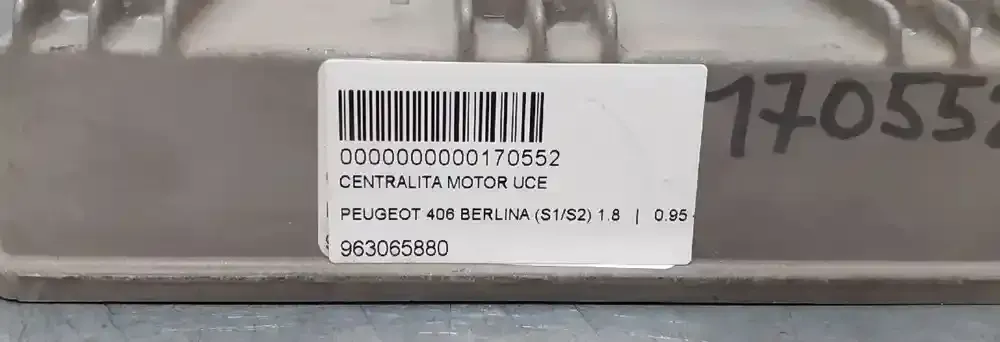 0000000000170552
CENTRALITA MOTOR UCE
PEUGEOT 406 BERLINA (S1/S2) 1.8 | 0.95
963065880
170552